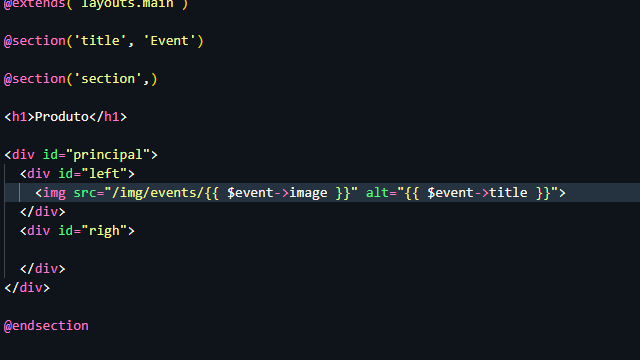 @extends('layouts.main')
@section('title', 'Event')
@section('section',)
<h1>Produto</h1>
<div id="principal">
<div id="left">
<img src="/img/events/{{ $event->image }}" alt="{{ $event->title }}">
</div>
<div id="righ">
</div>
</div>
@endsection